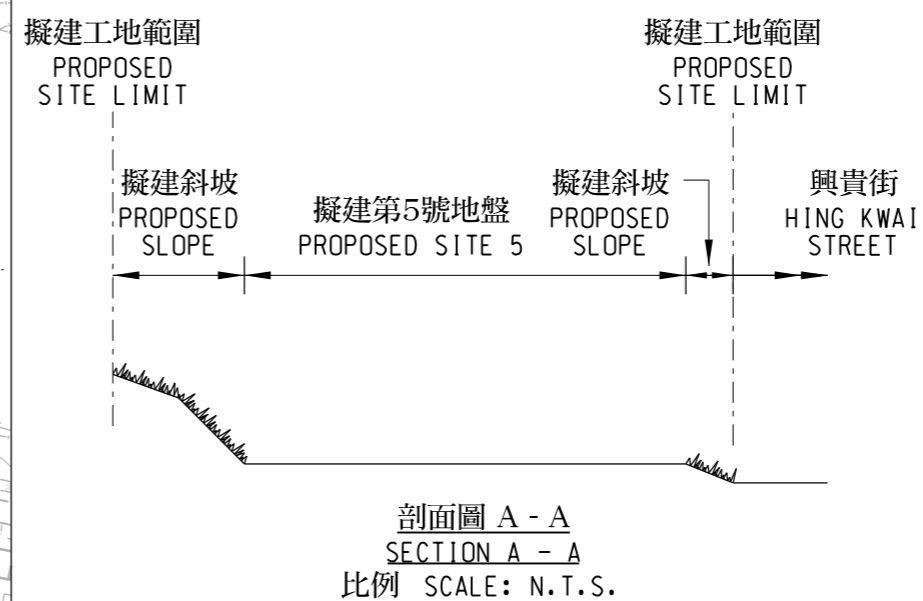 擬建工地範圍
PROPOSED
SITE LIMIT
擬建工地範圍
PROPOSED
SITE LIMIT
擬建斜坡
PROPOSED
SLOPE
擬建第5號地盤
PROPOSED SITE 5
擬建斜坡
PROPOSED
SLOPE
興貴街
HING KWAI
STREET
剖面圖 A - A
SECTION A - A
比例 SCALE: N.T.S.